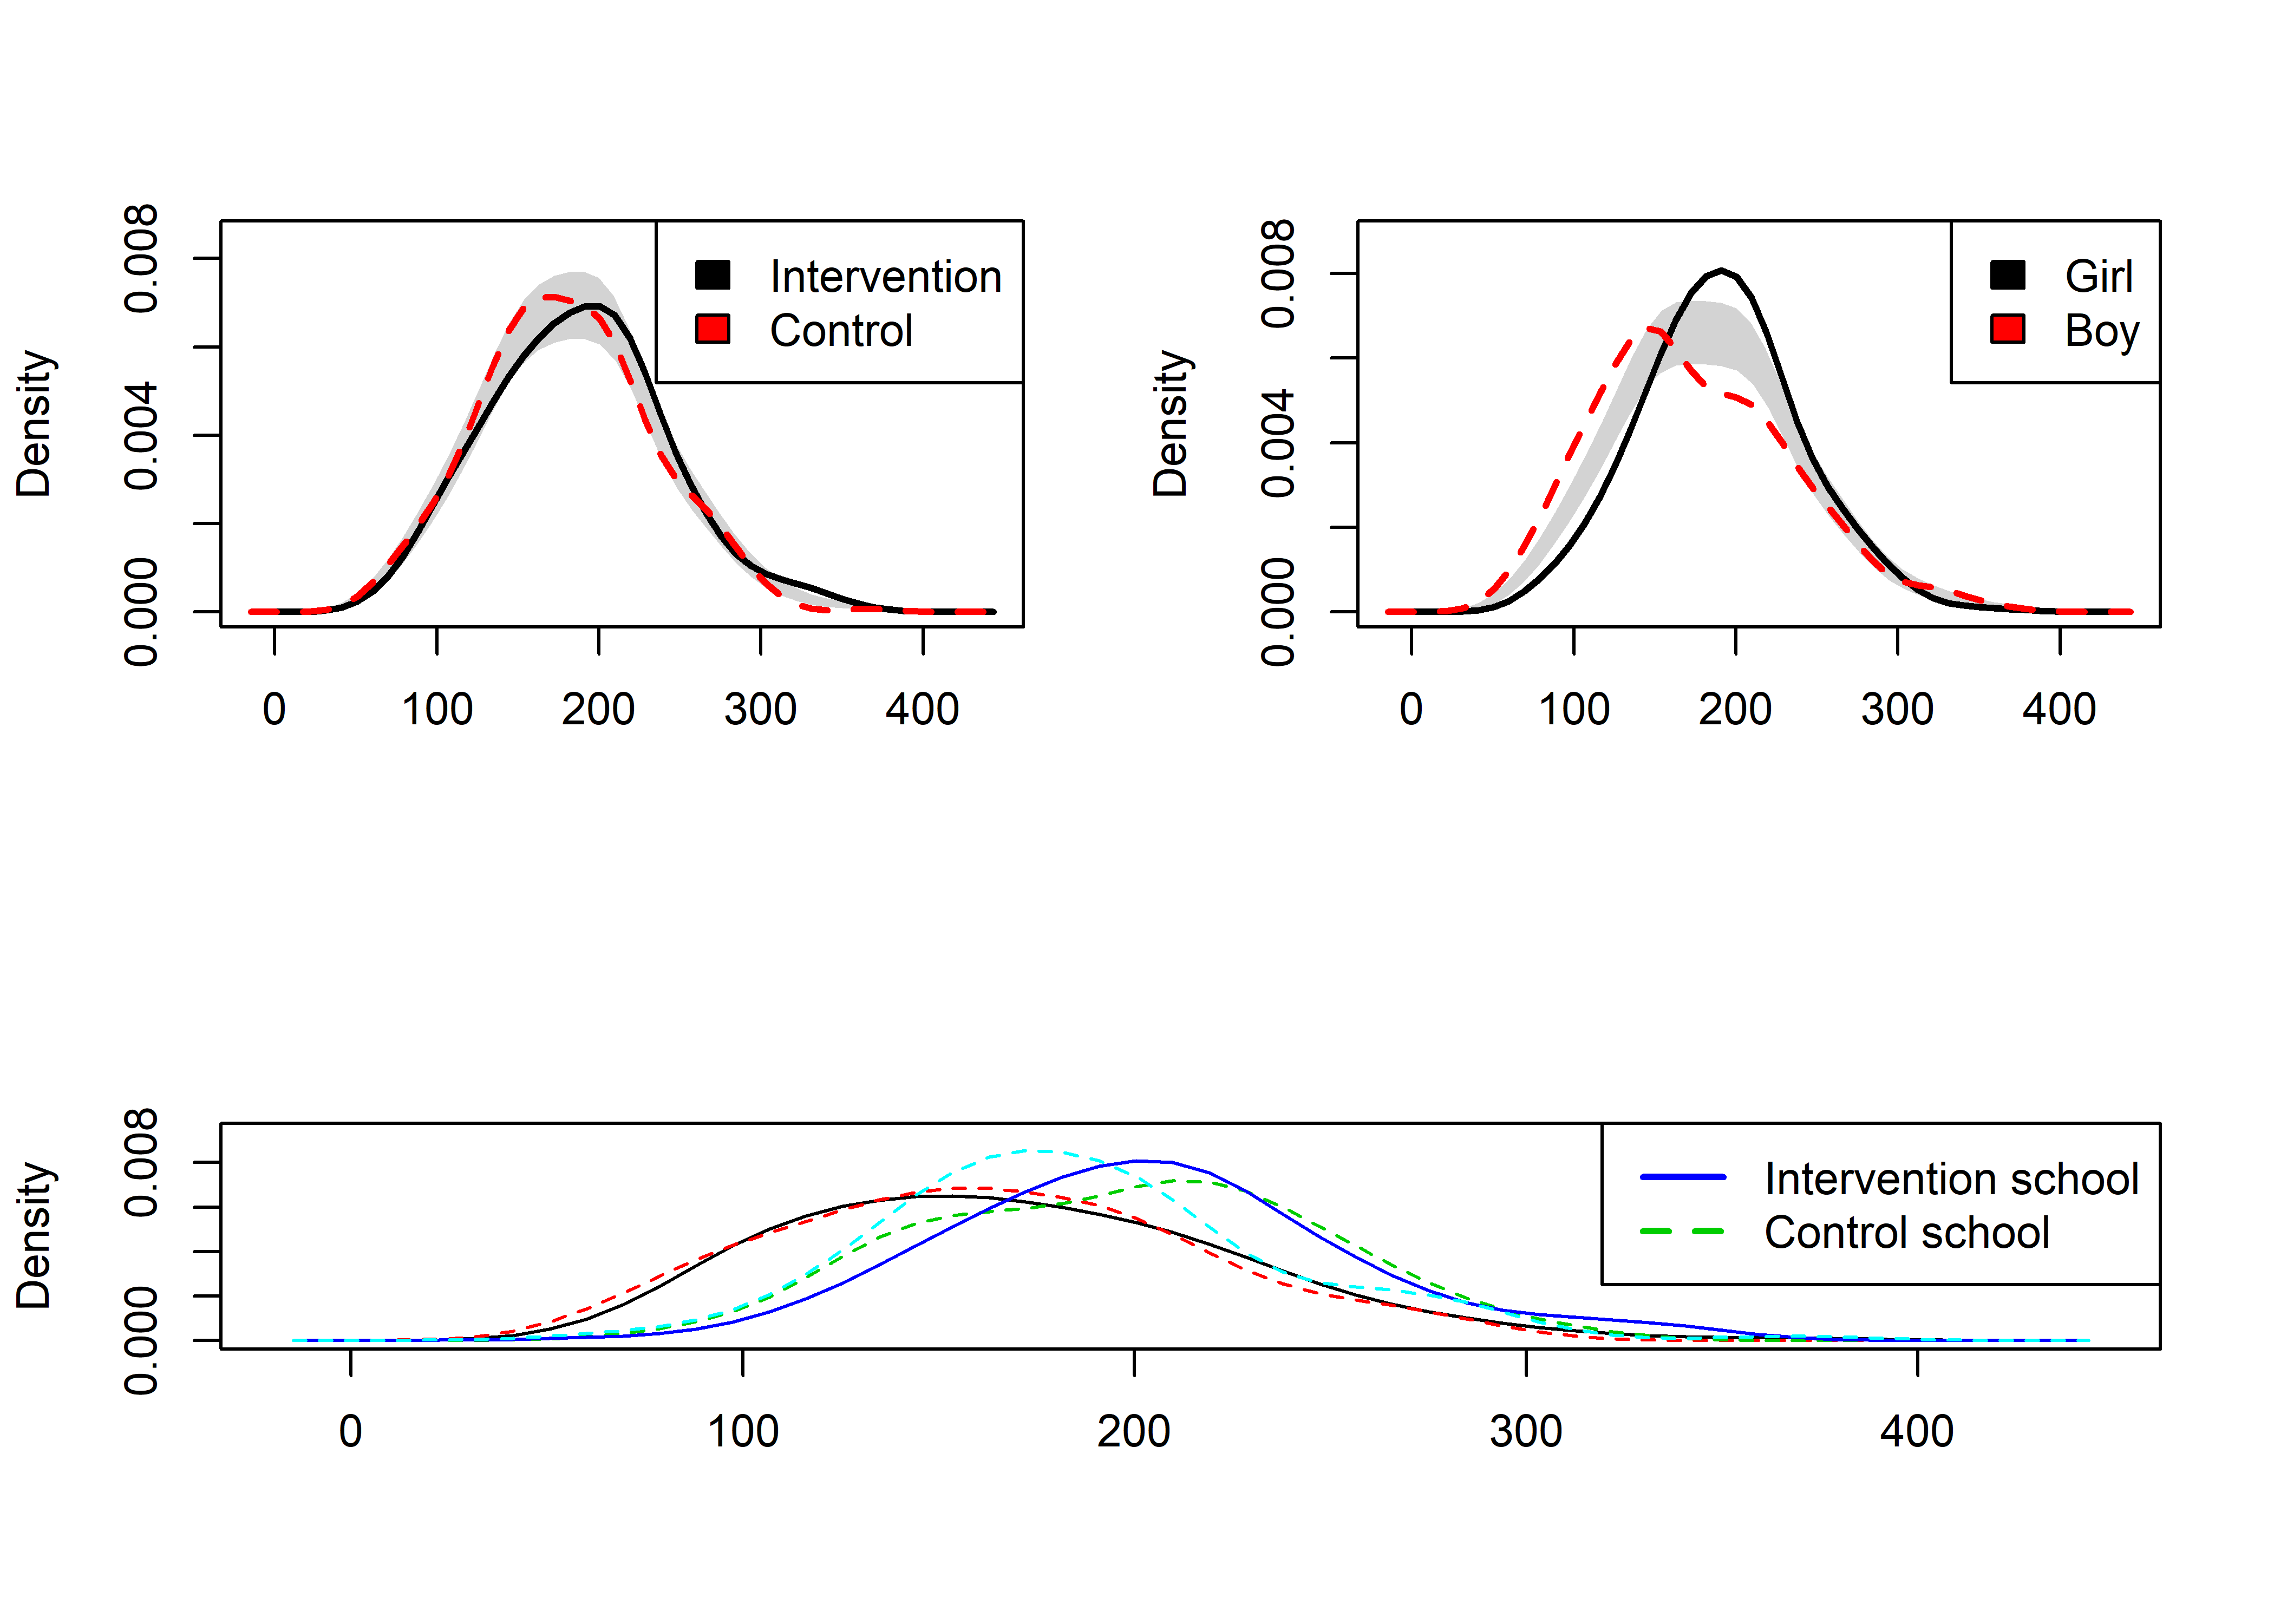 Density
0.000 0.004 0.008
Intervention
Control
0 100 200 300 400
Density
0.000 0.004 0.008
Girl
Boy
0 100 200 300 400
Density
0.000 0.008
Intervention school
Control school
0 100 200 300 400